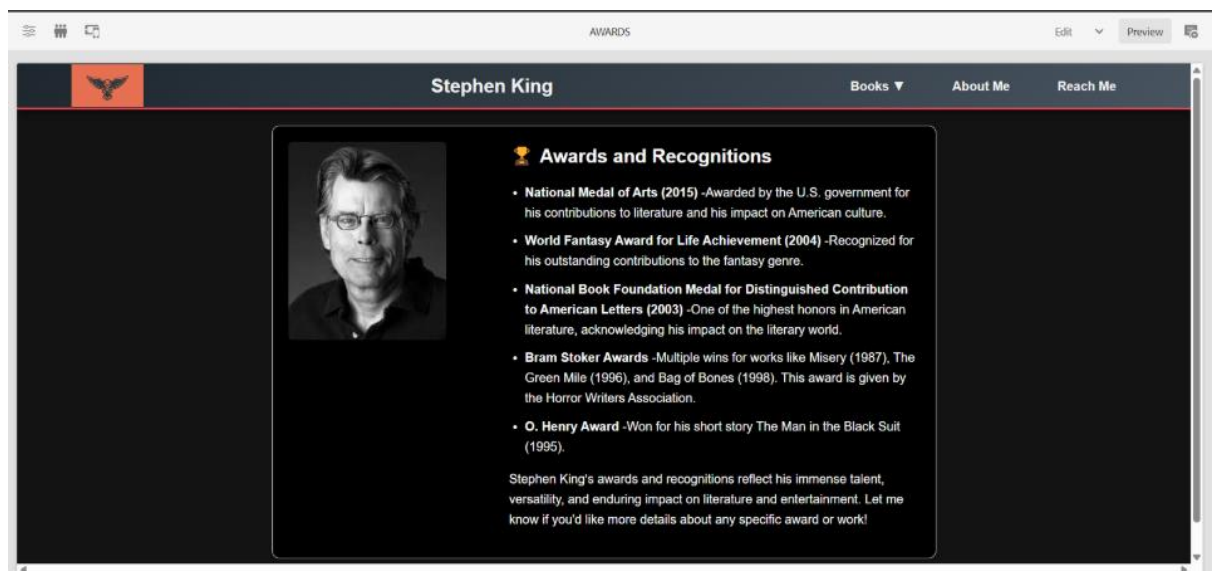 AWARDS
Edit
Preview
Stephen King
Books ▼
About Me
Reach Me
🏆 Awards and Recognitions
• National Medal of Arts (2015) -Awarded by the U.S. government for
his contributions to literature and his impact on American culture.
• World Fantasy Award for Life Achievement (2004) -Recognized for
his outstanding contributions to the fantasy genre.
• National Book Foundation Medal for Distinguished Contribution
to American Letters (2003) -One of the highest honors in American
literature, acknowledging his impact on the literary world.
• Bram Stoker Awards -Multiple wins for works like Misery (1987), The
Green Mile (1996), and Bag of Bones (1998). This award is given by
the Horror Writers Association.
• O. Henry Award -Won for his short story The Man in the Black Suit
(1995).
Stephen King's awards and recognitions reflect his immense talent,
versatility, and enduring impact on literature and entertainment. Let me
know if you'd like more details about any specific award or work!